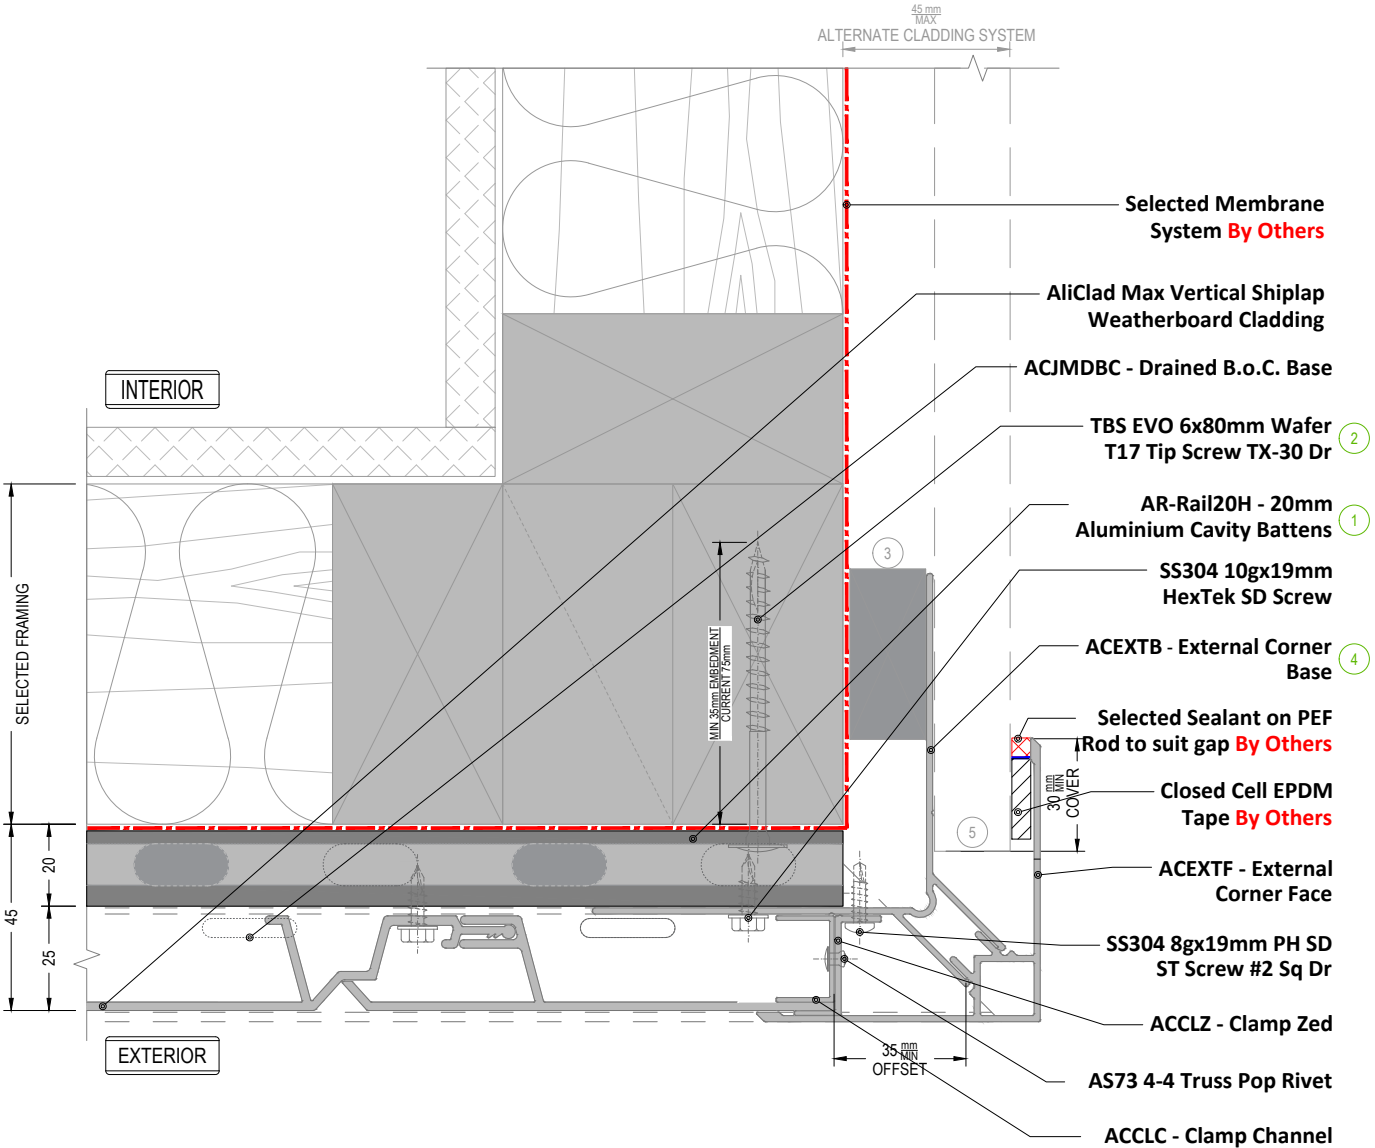 45 mm
MAX
ALTERNATE CLADDING SYSTEM
Selected Membrane
System By Others
AliClad Max Vertical Shiplap
Weatherboard Cladding
ACJMDBC - Drained B.o.C. Base
INTERIOR
TBS EVO 6x80mm Wafer
T17 Tip Screw TX-30 Dr
2
AR-Rail20H - 20mm
Aluminium Cavity Battens
1
3
SS304 10gx19mm
HexTek SD Screw
SELECTED FRAMING
MIN 35mm EMBEDMENT
CURRENT 75mm
ACEXTB - External Corner
Base
4
Selected Sealant on PEF
Rod to suit gap By Others
30 mm
MIN
COVER
Closed Cell EPDM
Tape By Others
5
20
45
25
ACEXTF - External
Corner Face
SS304 8gx19mm PH SD
ST Screw #2 Sq Dr
ACCLZ - Clamp Zed
EXTERIOR
35 mm
MIN
OFFSET
AS73 4-4 Truss Pop Rivet
ACCLC - Clamp Channel